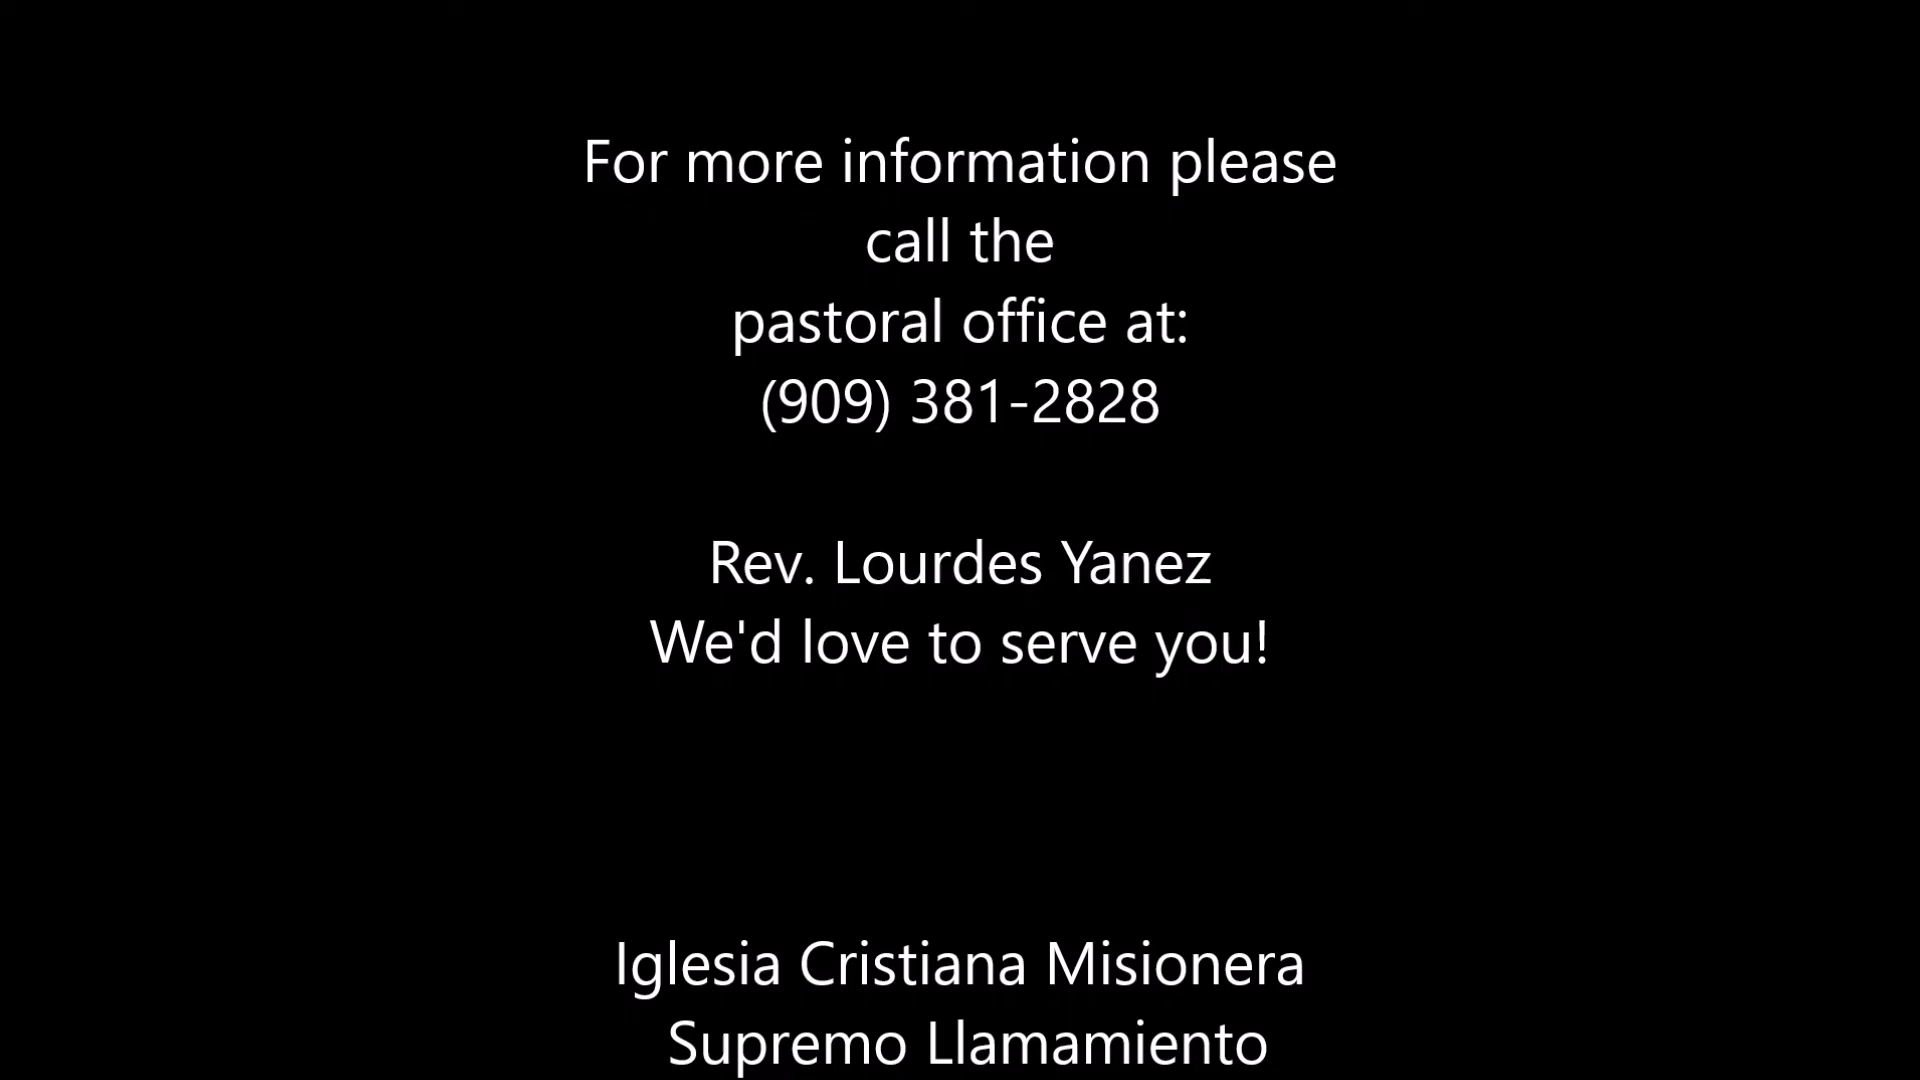 For more information please
call the
pastoral office at:
(909) 381-2828
Rev. Lourdes Yanez
We'd love to serve you!
Iglesia Cristiana Misionera
Supremo Llamamiento